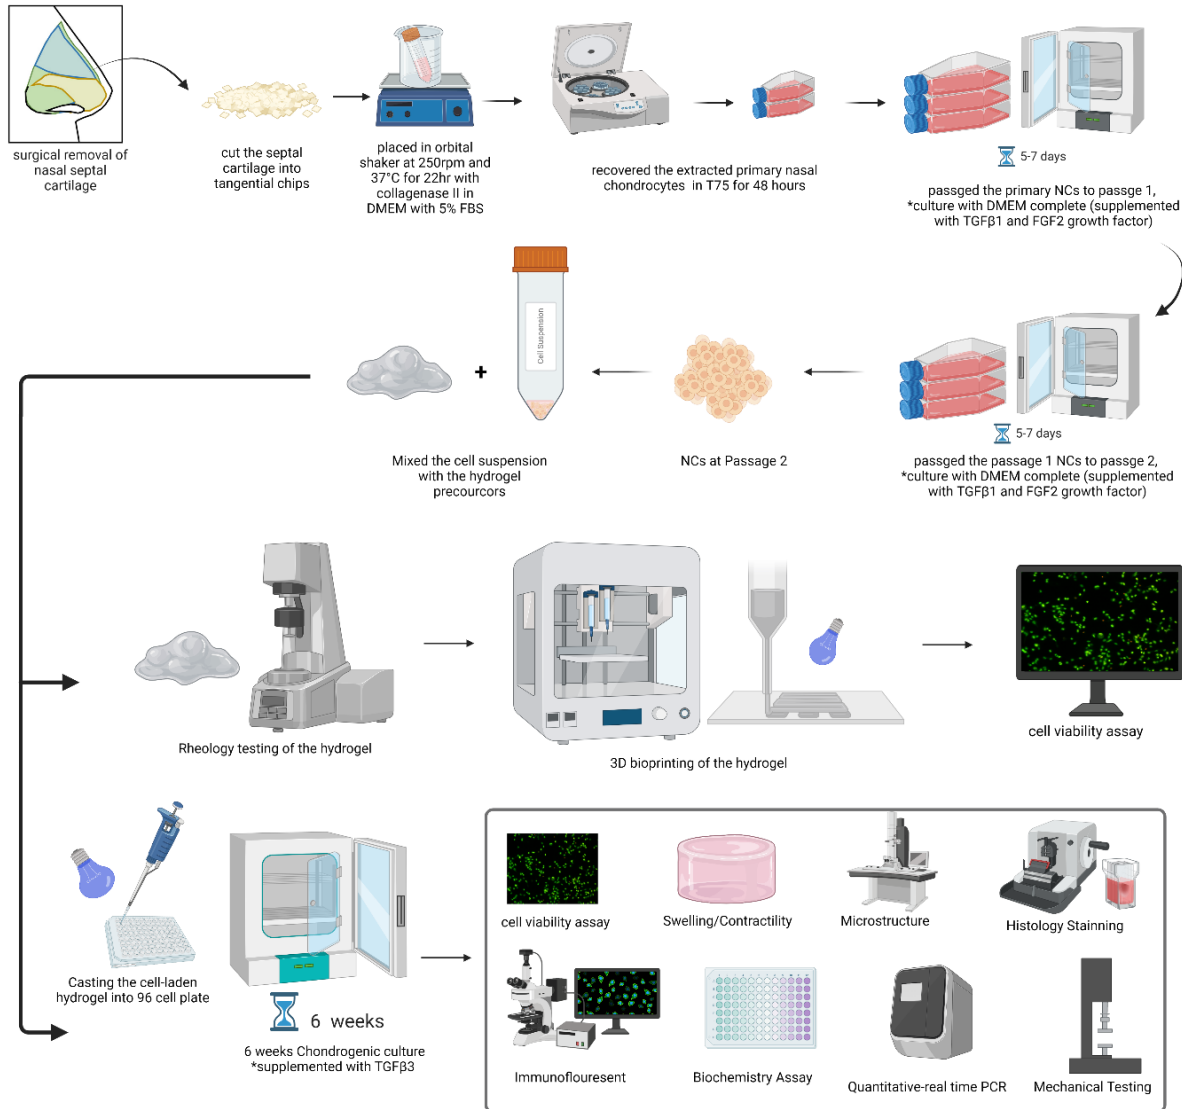 surgical removal of
nasal septal
cartilage
cut the septal
cartilage into
tangential chips
placed in orbital
shaker at 250rpm and
37°C for 22hr with
collagenase II in
DMEM with 5% FBS
recovered the extracted primary nasal
chondrocytes in T75 for 48 hours
5-7 days
passged the primary NCs to passge 1,
*culture with DMEM complete (supplemented
with TGFβ1 and FGF2 growth factor)
Cell Suspension
+
Mixed the cell suspension
with the hydrogel
precourcors
NCs at Passage 2
5-7 days
passged the passage 1 NCs to passge 2,
*culture with DMEM complete (supplemented
with TGFβ1 and FGF2 growth factor)
Rheology testing of the hydrogel
3D bioprinting of the hydrogel
cell viability assay
Casting the cell-laden
hydrogel into 96 cell plate
6 weeks
6 weeks Chondrogenic culture
*supplemented with TGFβ3
cell viability assay
Swelling/Contractility
Microstructure
Histology Stainning
Immunoflouresent
Biochemistry Assay
Quantitative-real time PCR
Mechanical Testing